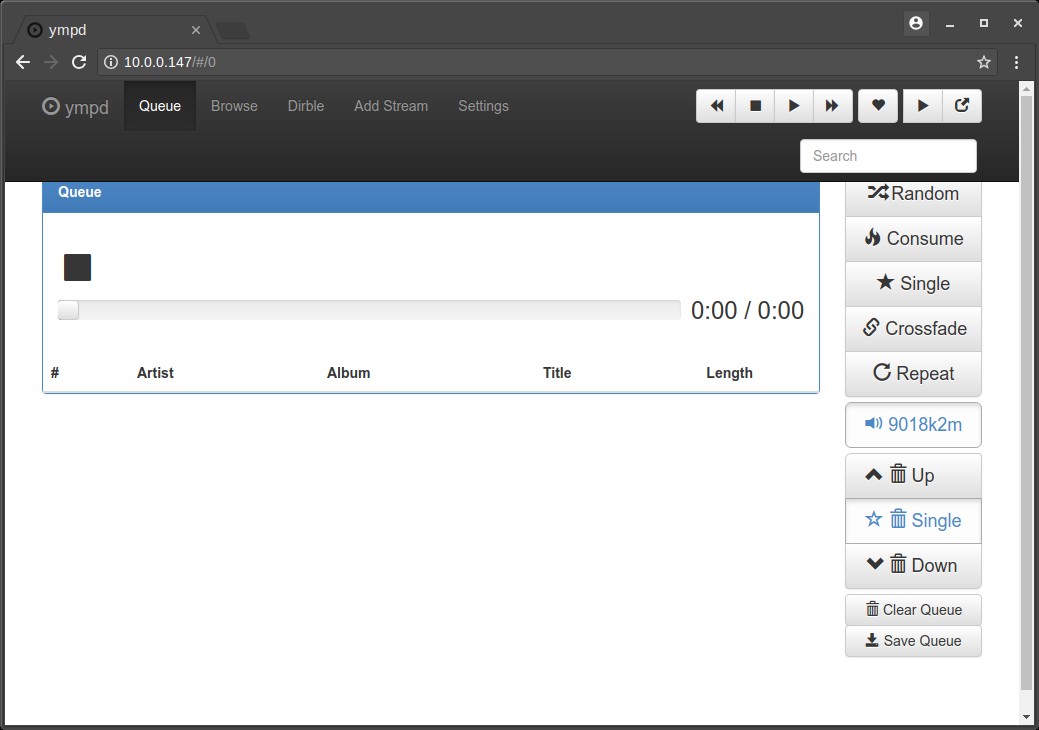 ympd
10.0.0.147/#/0
ympd Queue Browse Dirble Add Stream Settings
Search
Queue
0:00 / 0:00
# Artist Album Title Length
Random
Consume
Single
Crossfade
Repeat
9018k2m
Up
Single
Down
Clear Queue
Save Queue